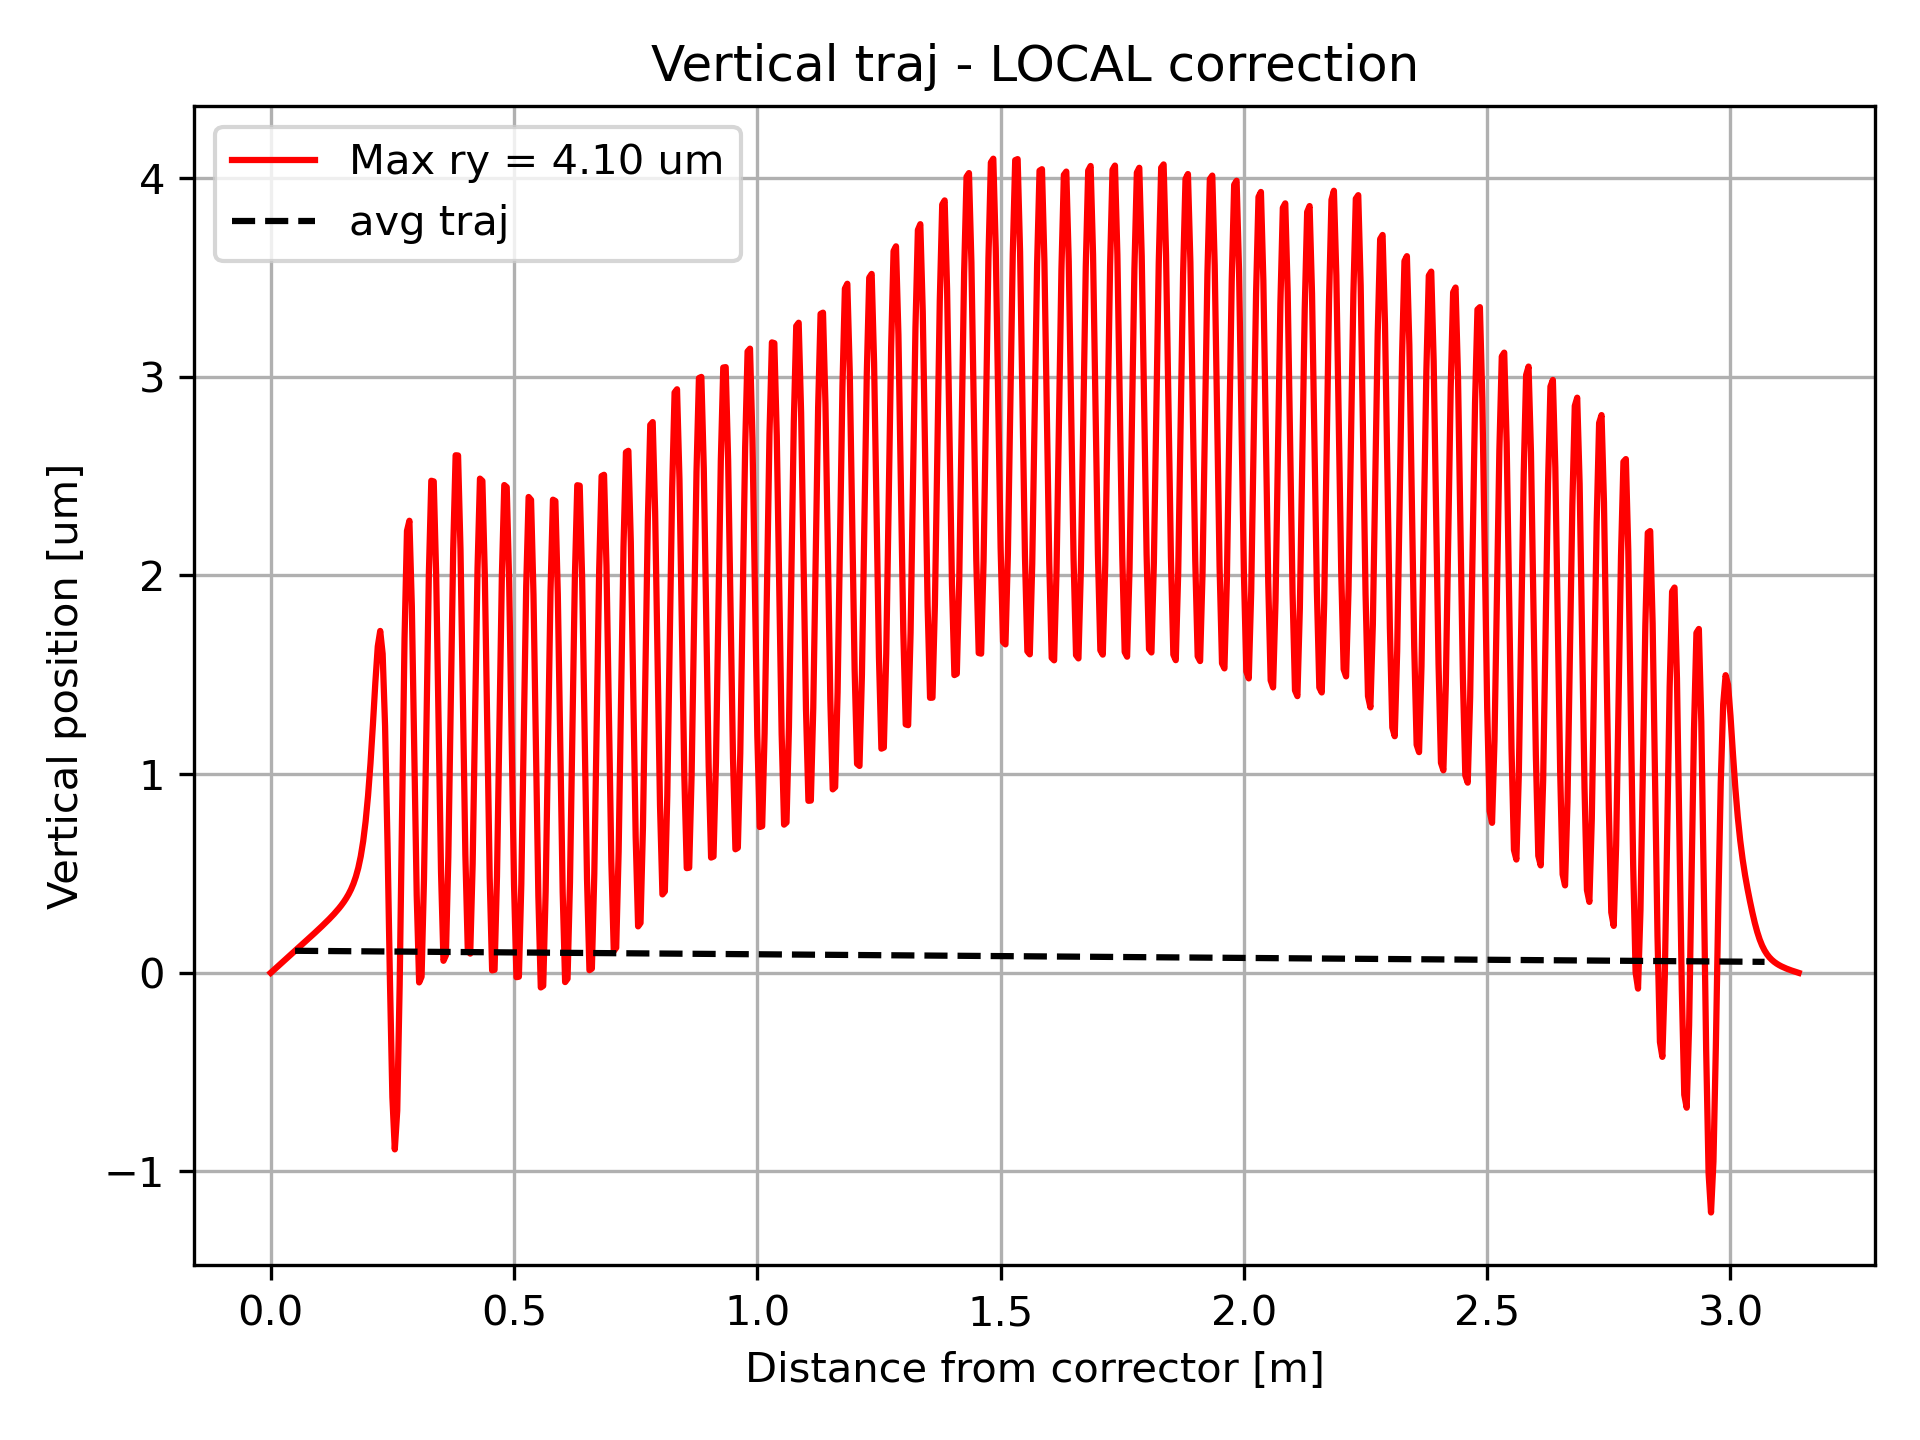 Vertical traj - LOCAL correction
Max ry = 4.10 um
avg traj
4
3
2
1
0
−1
Vertical position [um]
0.0 0.5 1.0 1.5 2.0 2.5 3.0
Distance from corrector [m]